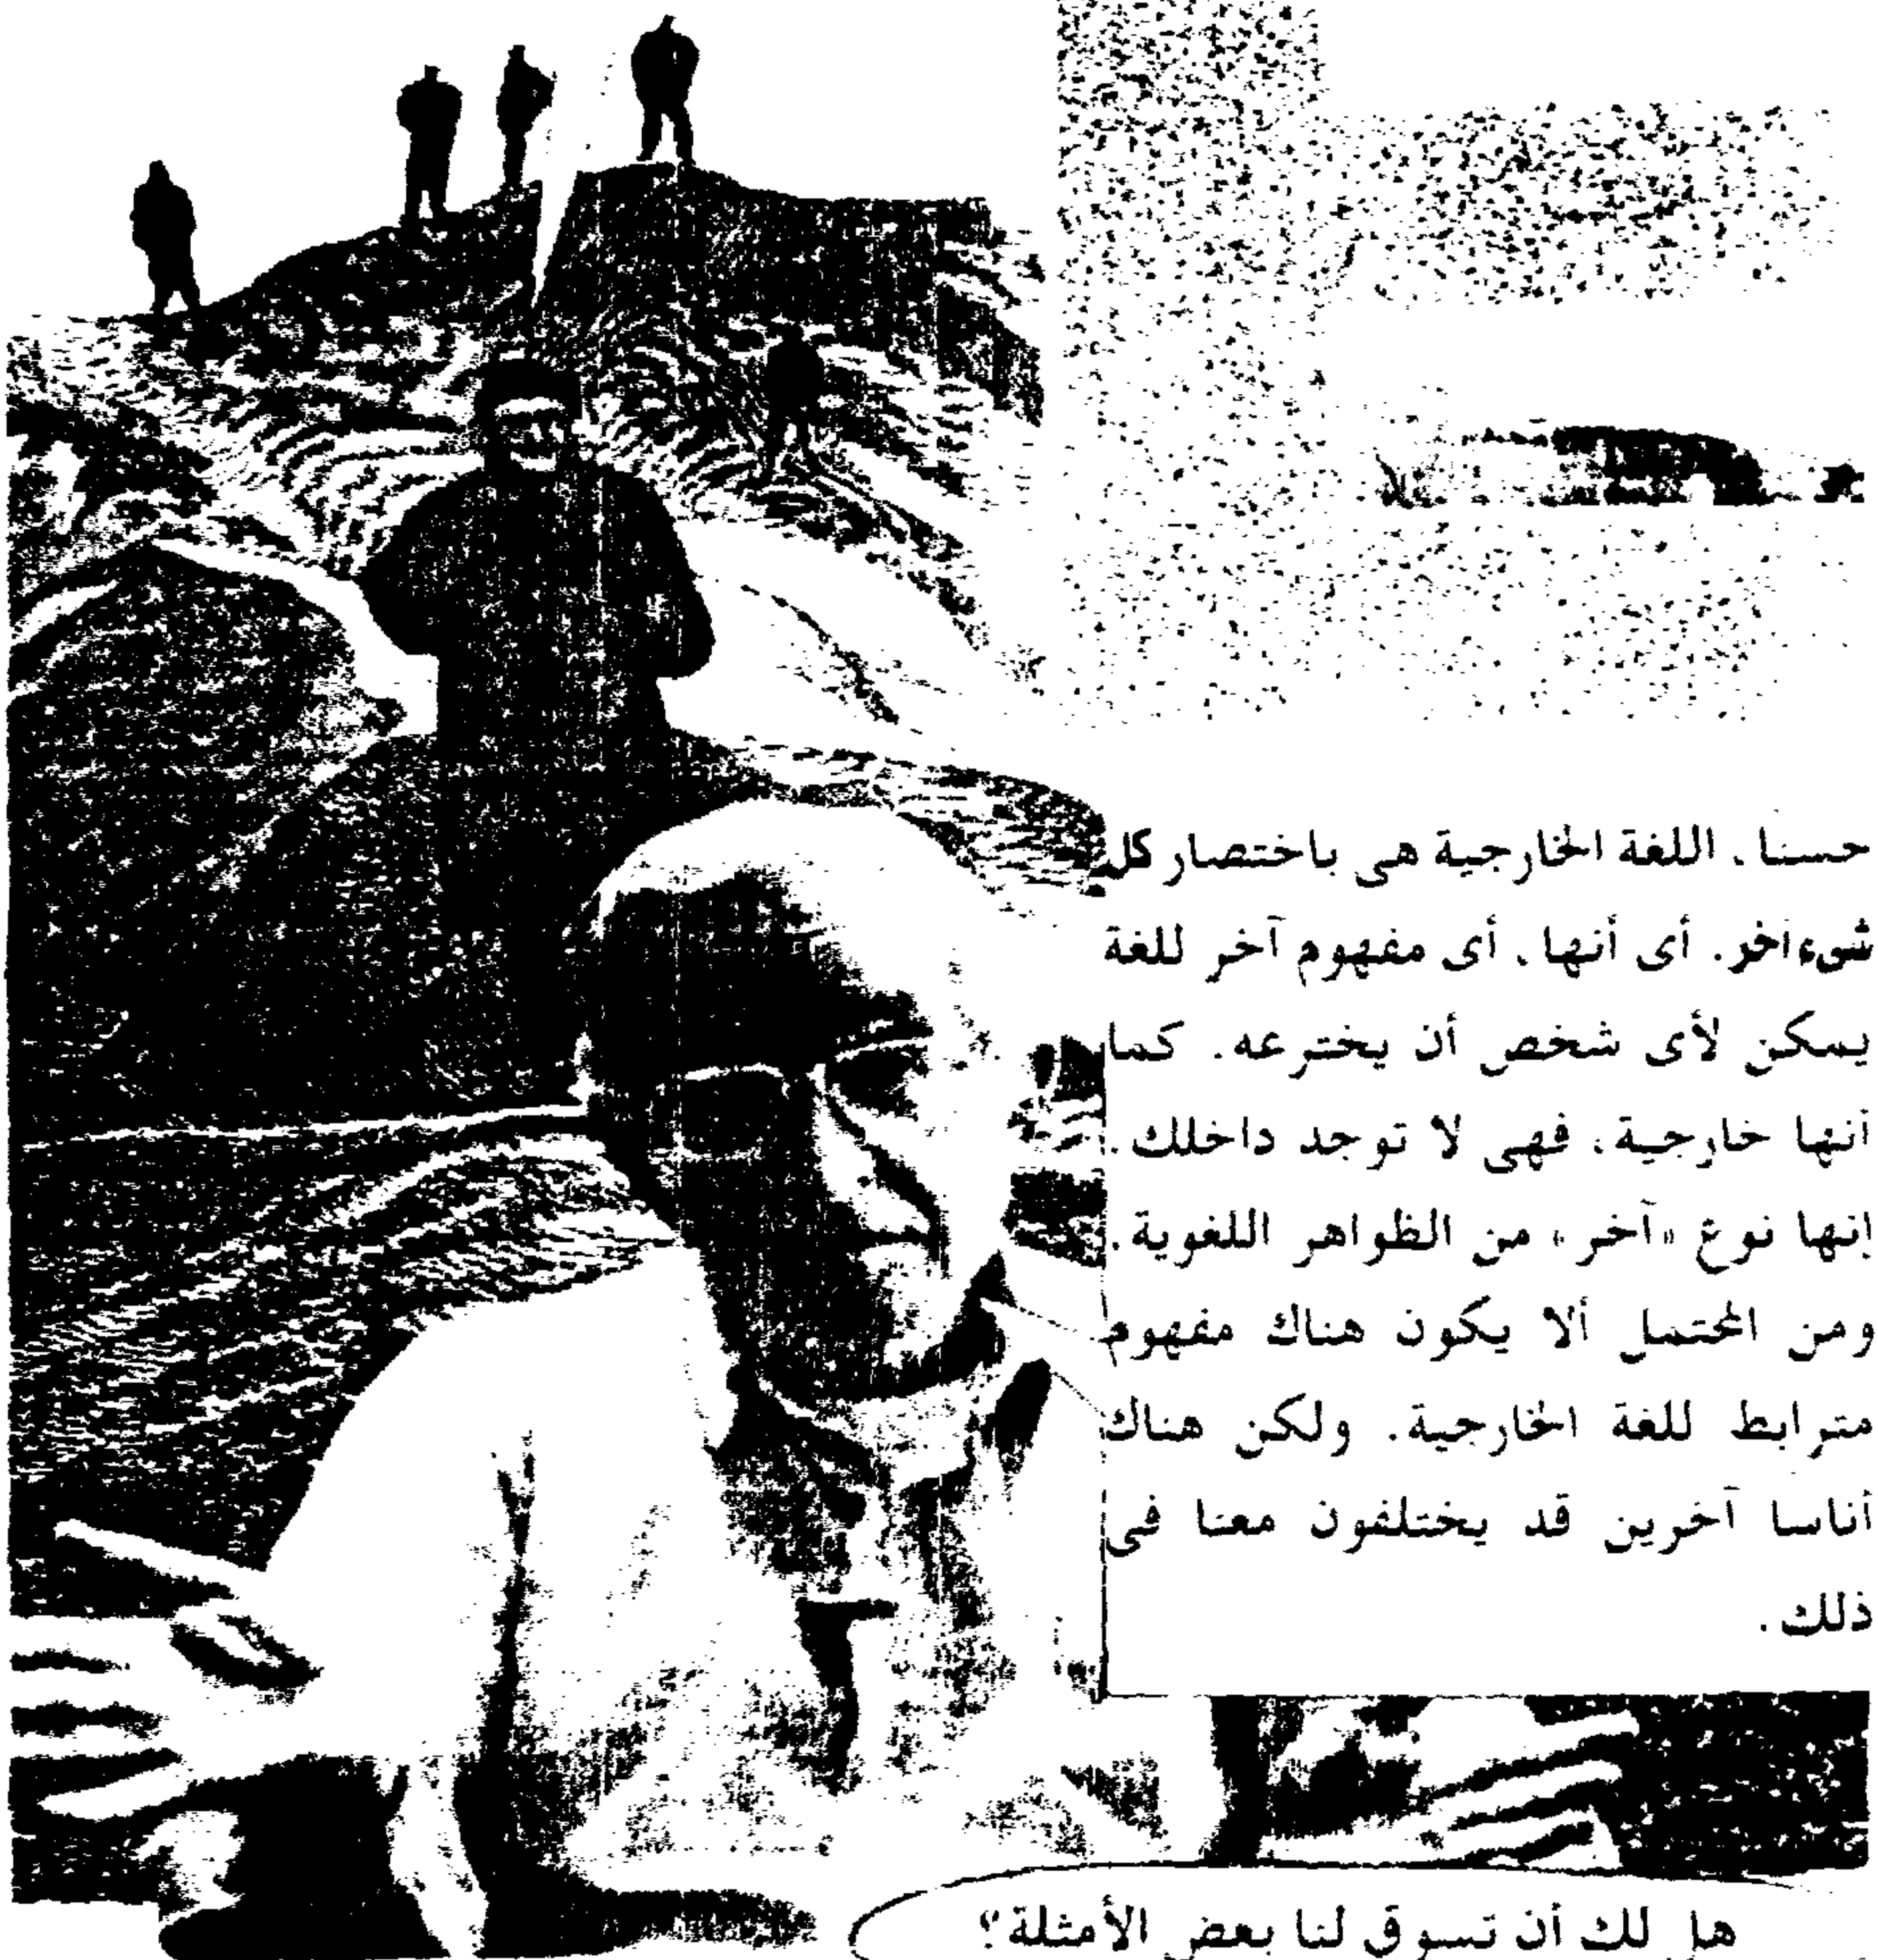 حسنا. اللغة الخارجية هى باختصار كل
شىء آخر. أى أنها. أى مفهوم آخر للغة
يمكن لأى شخص أن يخترعه. كما
أنها خارجية، فهى لا توجد داخلك.
إنها نوع «آخر» من الظواهر اللغوية.
ومن المحتمل ألا يكون هناك مفهوم
مترابط للغة الخارجية. ولكن هناك
أناسا آخرين قد يختلفون معنا فى
ذلك.
هل لك أن تسوق لنا بعض الأمثلة؟